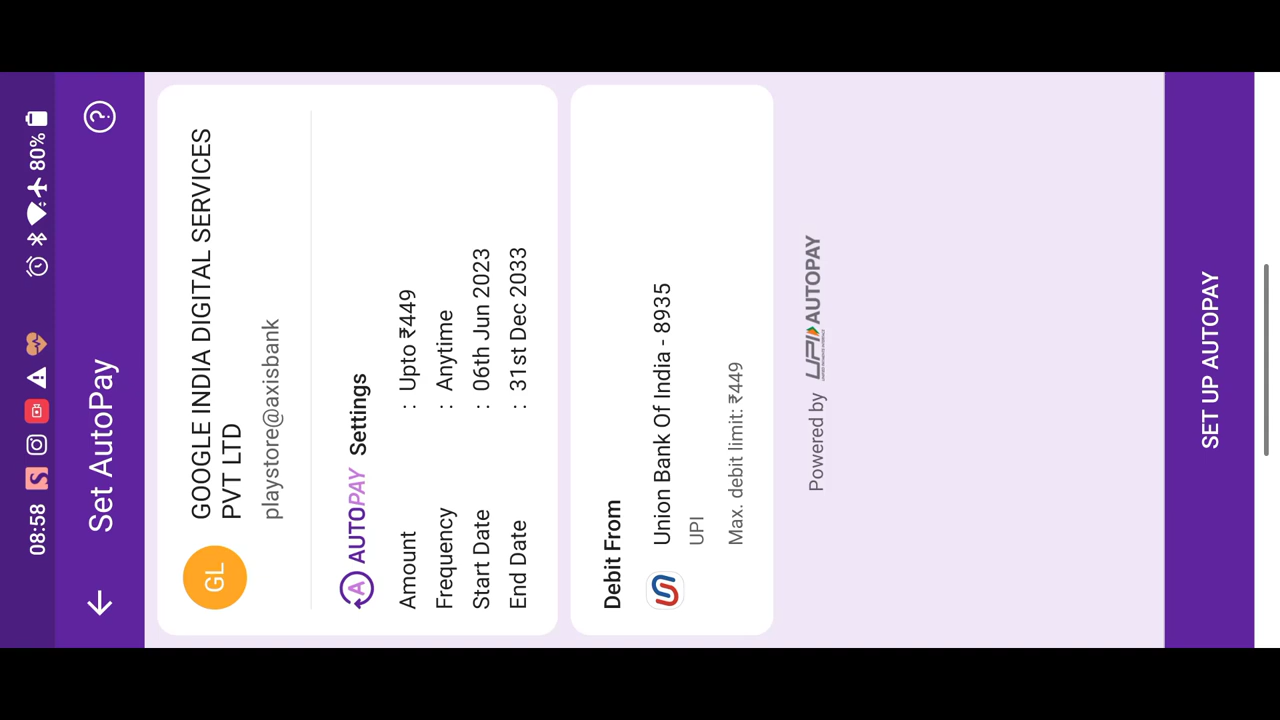 08:58
80%
Set AutoPay
?
GL
GOOGLE INDIA DIGITAL SERVICES
PVT LTD
playstore@axisbank
A AUTOPAY Settings
Amount : Upto ₹449
Frequency : Anytime
Start Date : 06th Jun 2023
End Date : 31st Dec 2033
Debit From
Union Bank Of India - 8935
UPI
Max. debit limit: ₹449
Powered by UPI AUTOPAY
SET UP AUTOPAY